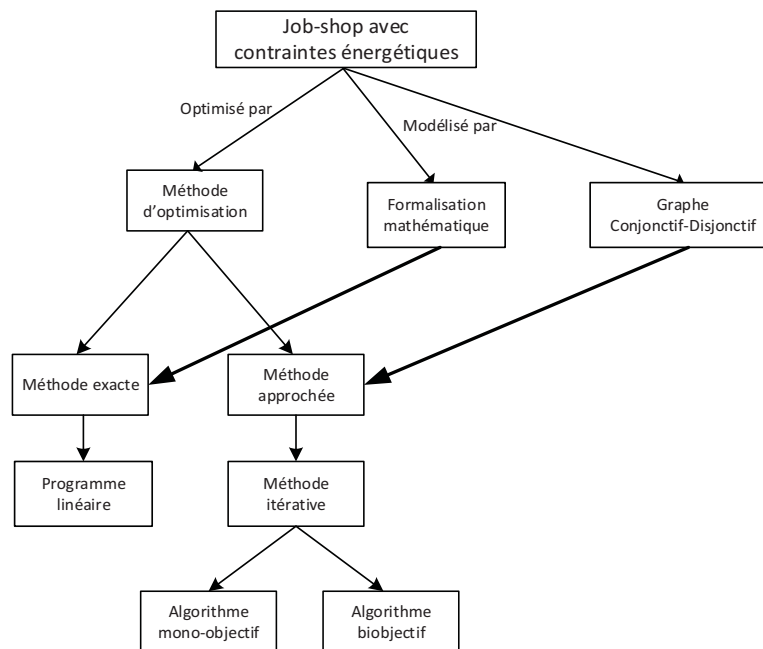 Job-shop avec
contraintes énergétiques
Optimisé par
Modélisé par
Méthode
d'optimisation
Formalisation
mathématique
Graphe
Conjonctif-Disjonctif
Méthode exacte
Méthode
approchée
Programme
linéaire
Méthode
itérative
Algorithme
mono-objectif
Algorithme
biobjectif